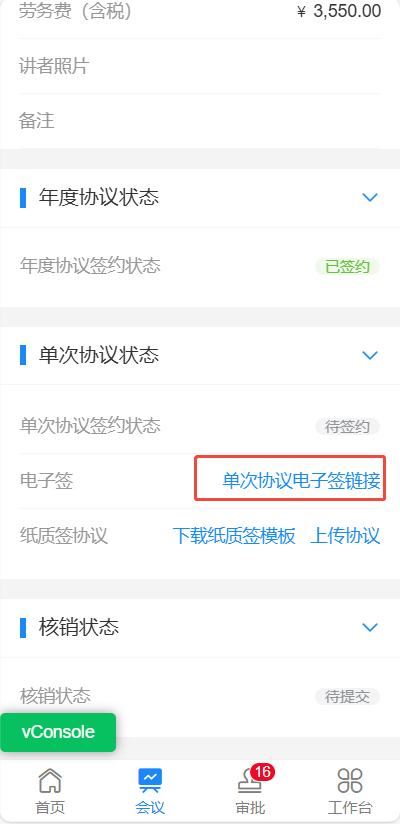 劳务费（含税） ￥ 3,550.00
讲者照片
备注
年度协议状态
年度协议签约状态 已签约
单次协议状态
单次协议签约状态 待签约
电子签 单次协议电子签链接
纸质签协议 下载纸质签模板 上传协议
核销状态
核销状态 待提交
vConsole
16
首页 会议 审批 工作台